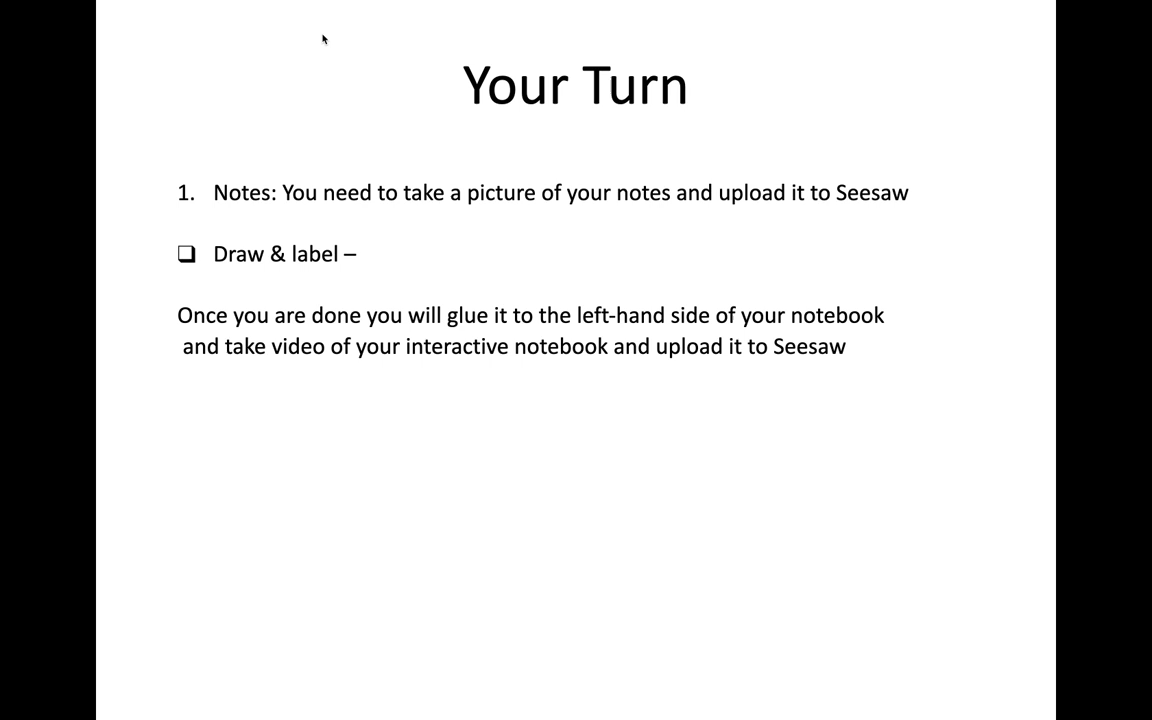 Your Turn
1. Notes: You need to take a picture of your notes and upload it to Seesaw
❑ Draw & label –
Once you are done you will glue it to the left-hand side of your notebook
and take video of your interactive notebook and upload it to Seesaw